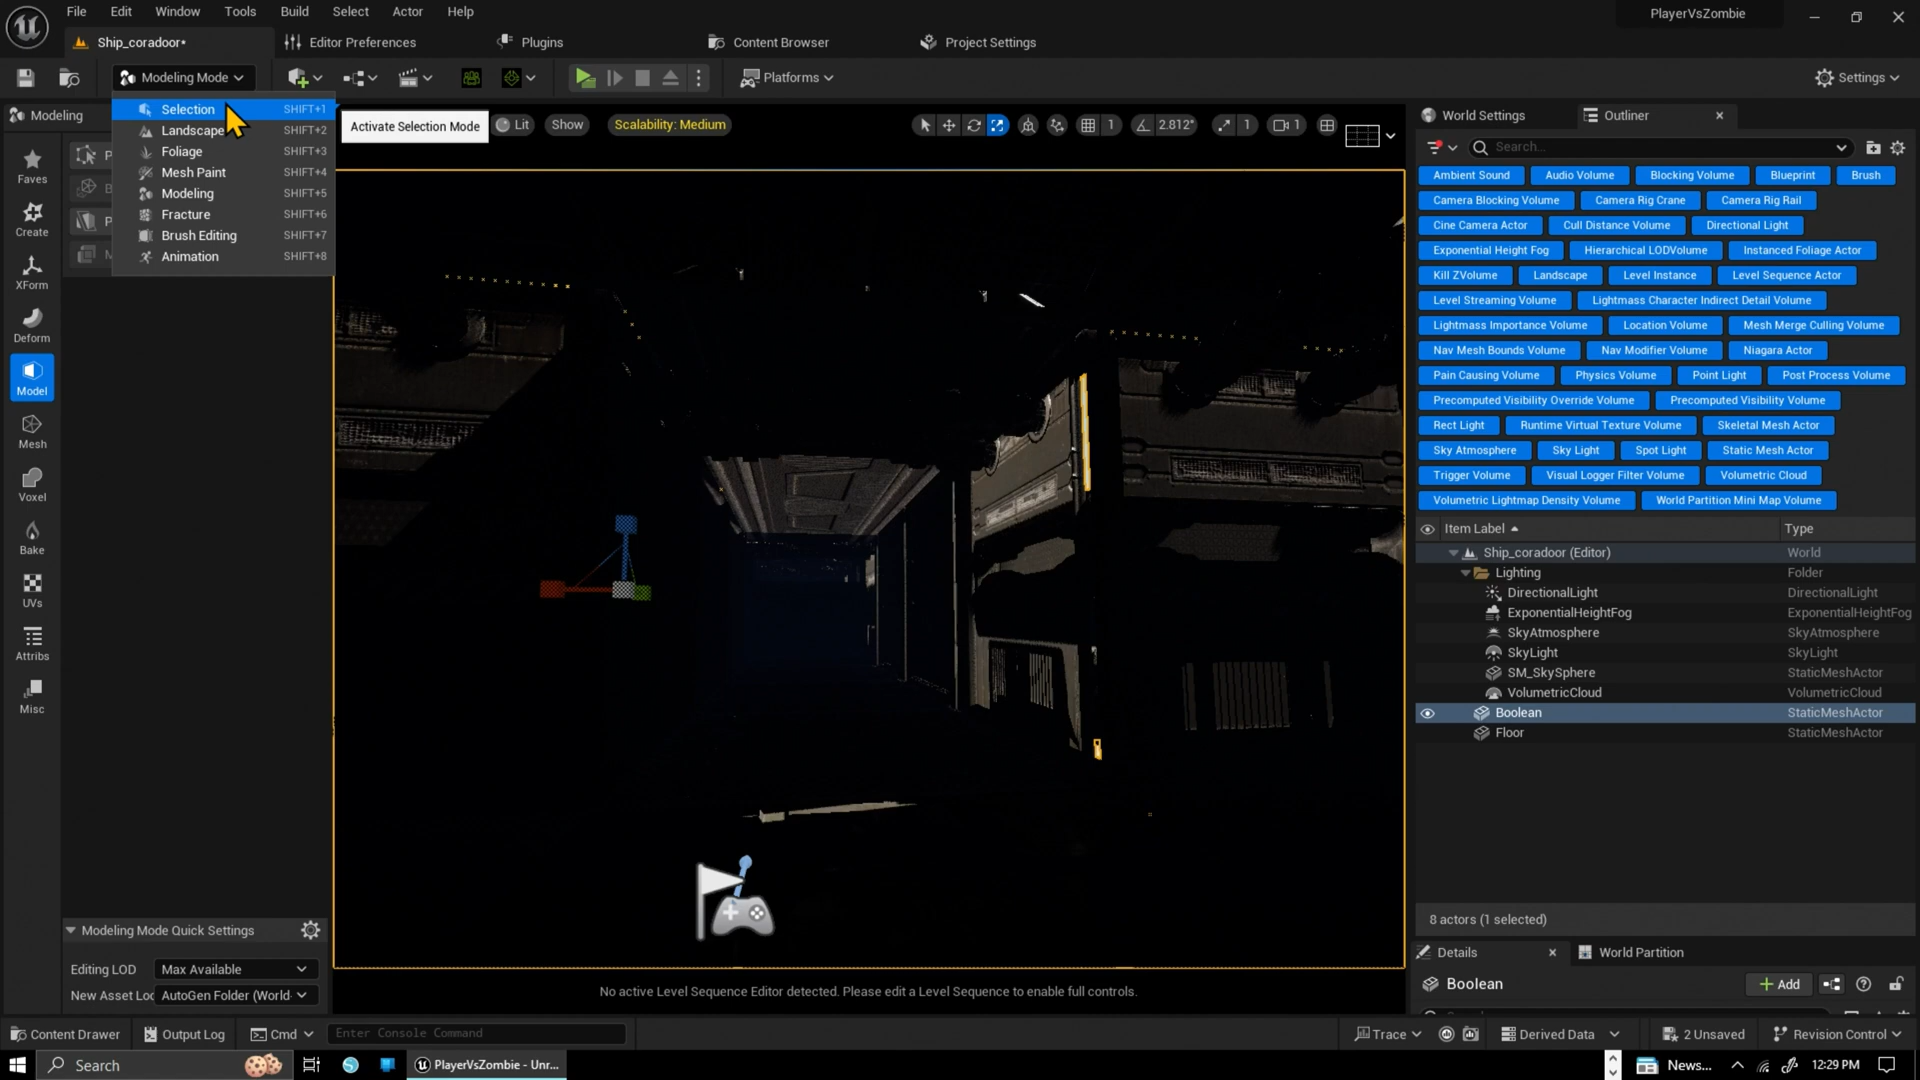 File Edit Window Tools Build Select Actor Help
PlayerVsZombie
Ship_coradoor*
Editor Preferences
Plugins
Content Browser
Project Settings
Modeling Mode
Platforms
Settings
Modeling
Selection SHIFT+1
Landscape SHIFT+2
Foliage SHIFT+3
Mesh Paint SHIFT+4
Modeling SHIFT+5
Fracture SHIFT+6
Brush Editing SHIFT+7
Animation SHIFT+8
Activate Selection Mode
Lit
Show
Scalability: Medium
1
2.812°
1
1
Faves
Create
XForm
Deform
Model
Mesh
Voxel
Bake
UVs
Attribs
Misc
Modeling Mode Quick Settings
Editing LOD Max Available
New Asset Loc AutoGen Folder (World-
No active Level Sequence Editor detected. Please edit a Level Sequence to enable full controls.
World Settings
Outliner
Search...
Ambient Sound Audio Volume Blocking Volume Blueprint Brush
Camera Blocking Volume Camera Rig Crane Camera Rig Rail
Cine Camera Actor Cull Distance Volume Directional Light
Exponential Height Fog Hierarchical LODVolume Instanced Foliage Actor
Kill ZVolume Landscape Level Instance Level Sequence Actor
Level Streaming Volume Lightmass Character Indirect Detail Volume
Lightmass Importance Volume Location Volume Mesh Merge Culling Volume
Nav Mesh Bounds Volume Nav Modifier Volume Niagara Actor
Pain Causing Volume Physics Volume Point Light Post Process Volume
Precomputed Visibility Override Volume Precomputed Visibility Volume
Rect Light Runtime Virtual Texture Volume Skeletal Mesh Actor
Sky Atmosphere Sky Light Spot Light Static Mesh Actor
Trigger Volume Visual Logger Filter Volume Volumetric Cloud
Volumetric Lightmap Density Volume World Partition Mini Map Volume
Item Label Type
Ship_coradoor (Editor) World
Lighting Folder
DirectionalLight DirectionalLight
ExponentialHeightFog ExponentialHeightFog
SkyAtmosphere SkyAtmosphere
SkyLight SkyLight
SM_SkySphere StaticMeshActor
VolumetricCloud VolumetricCloud
Boolean StaticMeshActor
Floor StaticMeshActor
8 actors (1 selected)
Details
World Partition
Boolean
Add
Content Drawer
Output Log
Cmd
Enter Console Command
Trace
Derived Data
2 Unsaved
Revision Control
Search
PlayerVsZombie - Unr...
News...
12:29 PM